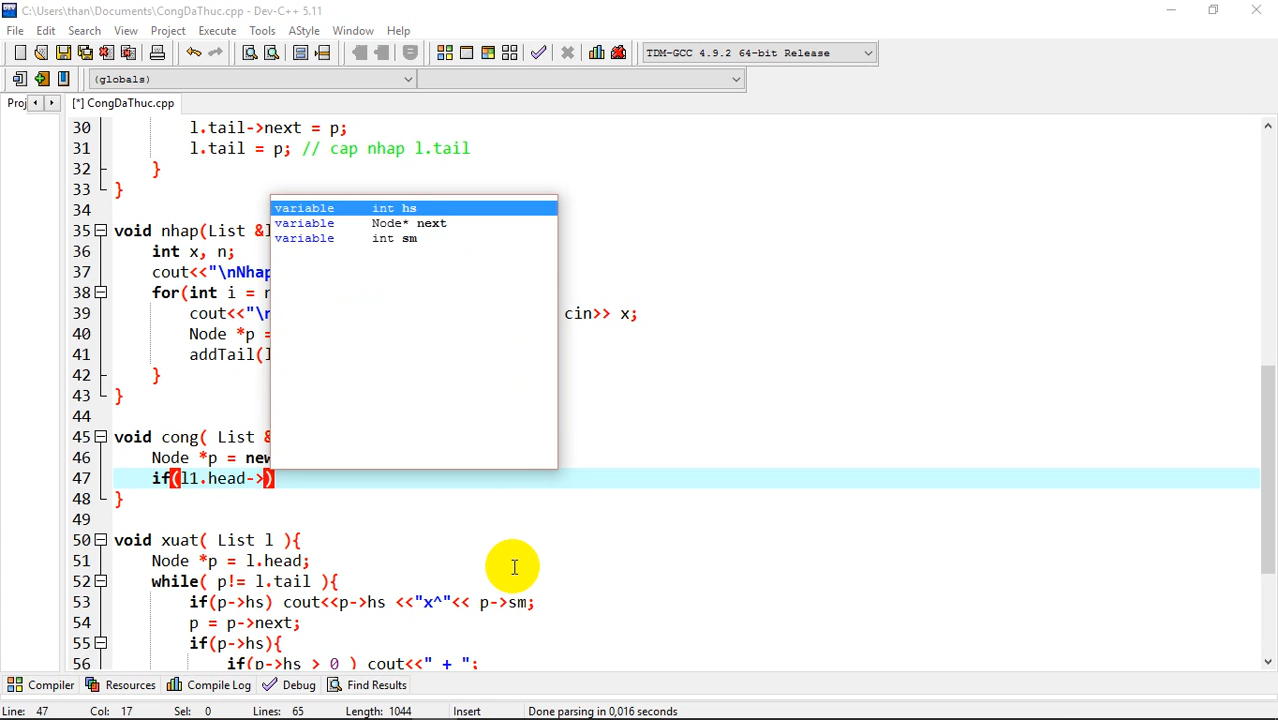 C:\Users\than\Documents\CongDaThuc.cpp - Dev-C++ 5.11
File Edit Search View Project Execute Tools AStyle Window Help
TDM-GCC 4.9.2 64-bit Release
(globals)
Proj [*] CongDaThuc.cpp
30 l.tail->next = p;
31 l.tail = p; // cap nhap l.tail
32 }
33 }
34
variable int hs
variable Node* next
variable int sm
35 void nhap(List &l
36 int x, n;
37 cout<<"\nNhap
38 for(int i = n
39 cout<<"\n cin>> x;
40 Node *p =
41 addTail(l
42 }
43 }
44
45 void cong( List &
46 Node *p = new
47 if(l1.head->)
48 }
49
50 void xuat( List l ){
51 Node *p = l.head;
52 while( p!= l.tail ){
53 if(p->hs) cout<<p->hs <<"x^"<< p->sm;
54 p = p->next;
55 if(p->hs){
56 if(p->hs > 0 ) cout<<" + ";
Compiler Resources Compile Log Debug Find Results
Line: 47 Col: 17 Sel: 0 Lines: 65 Length: 1044 Insert Done parsing in 0,016 seconds